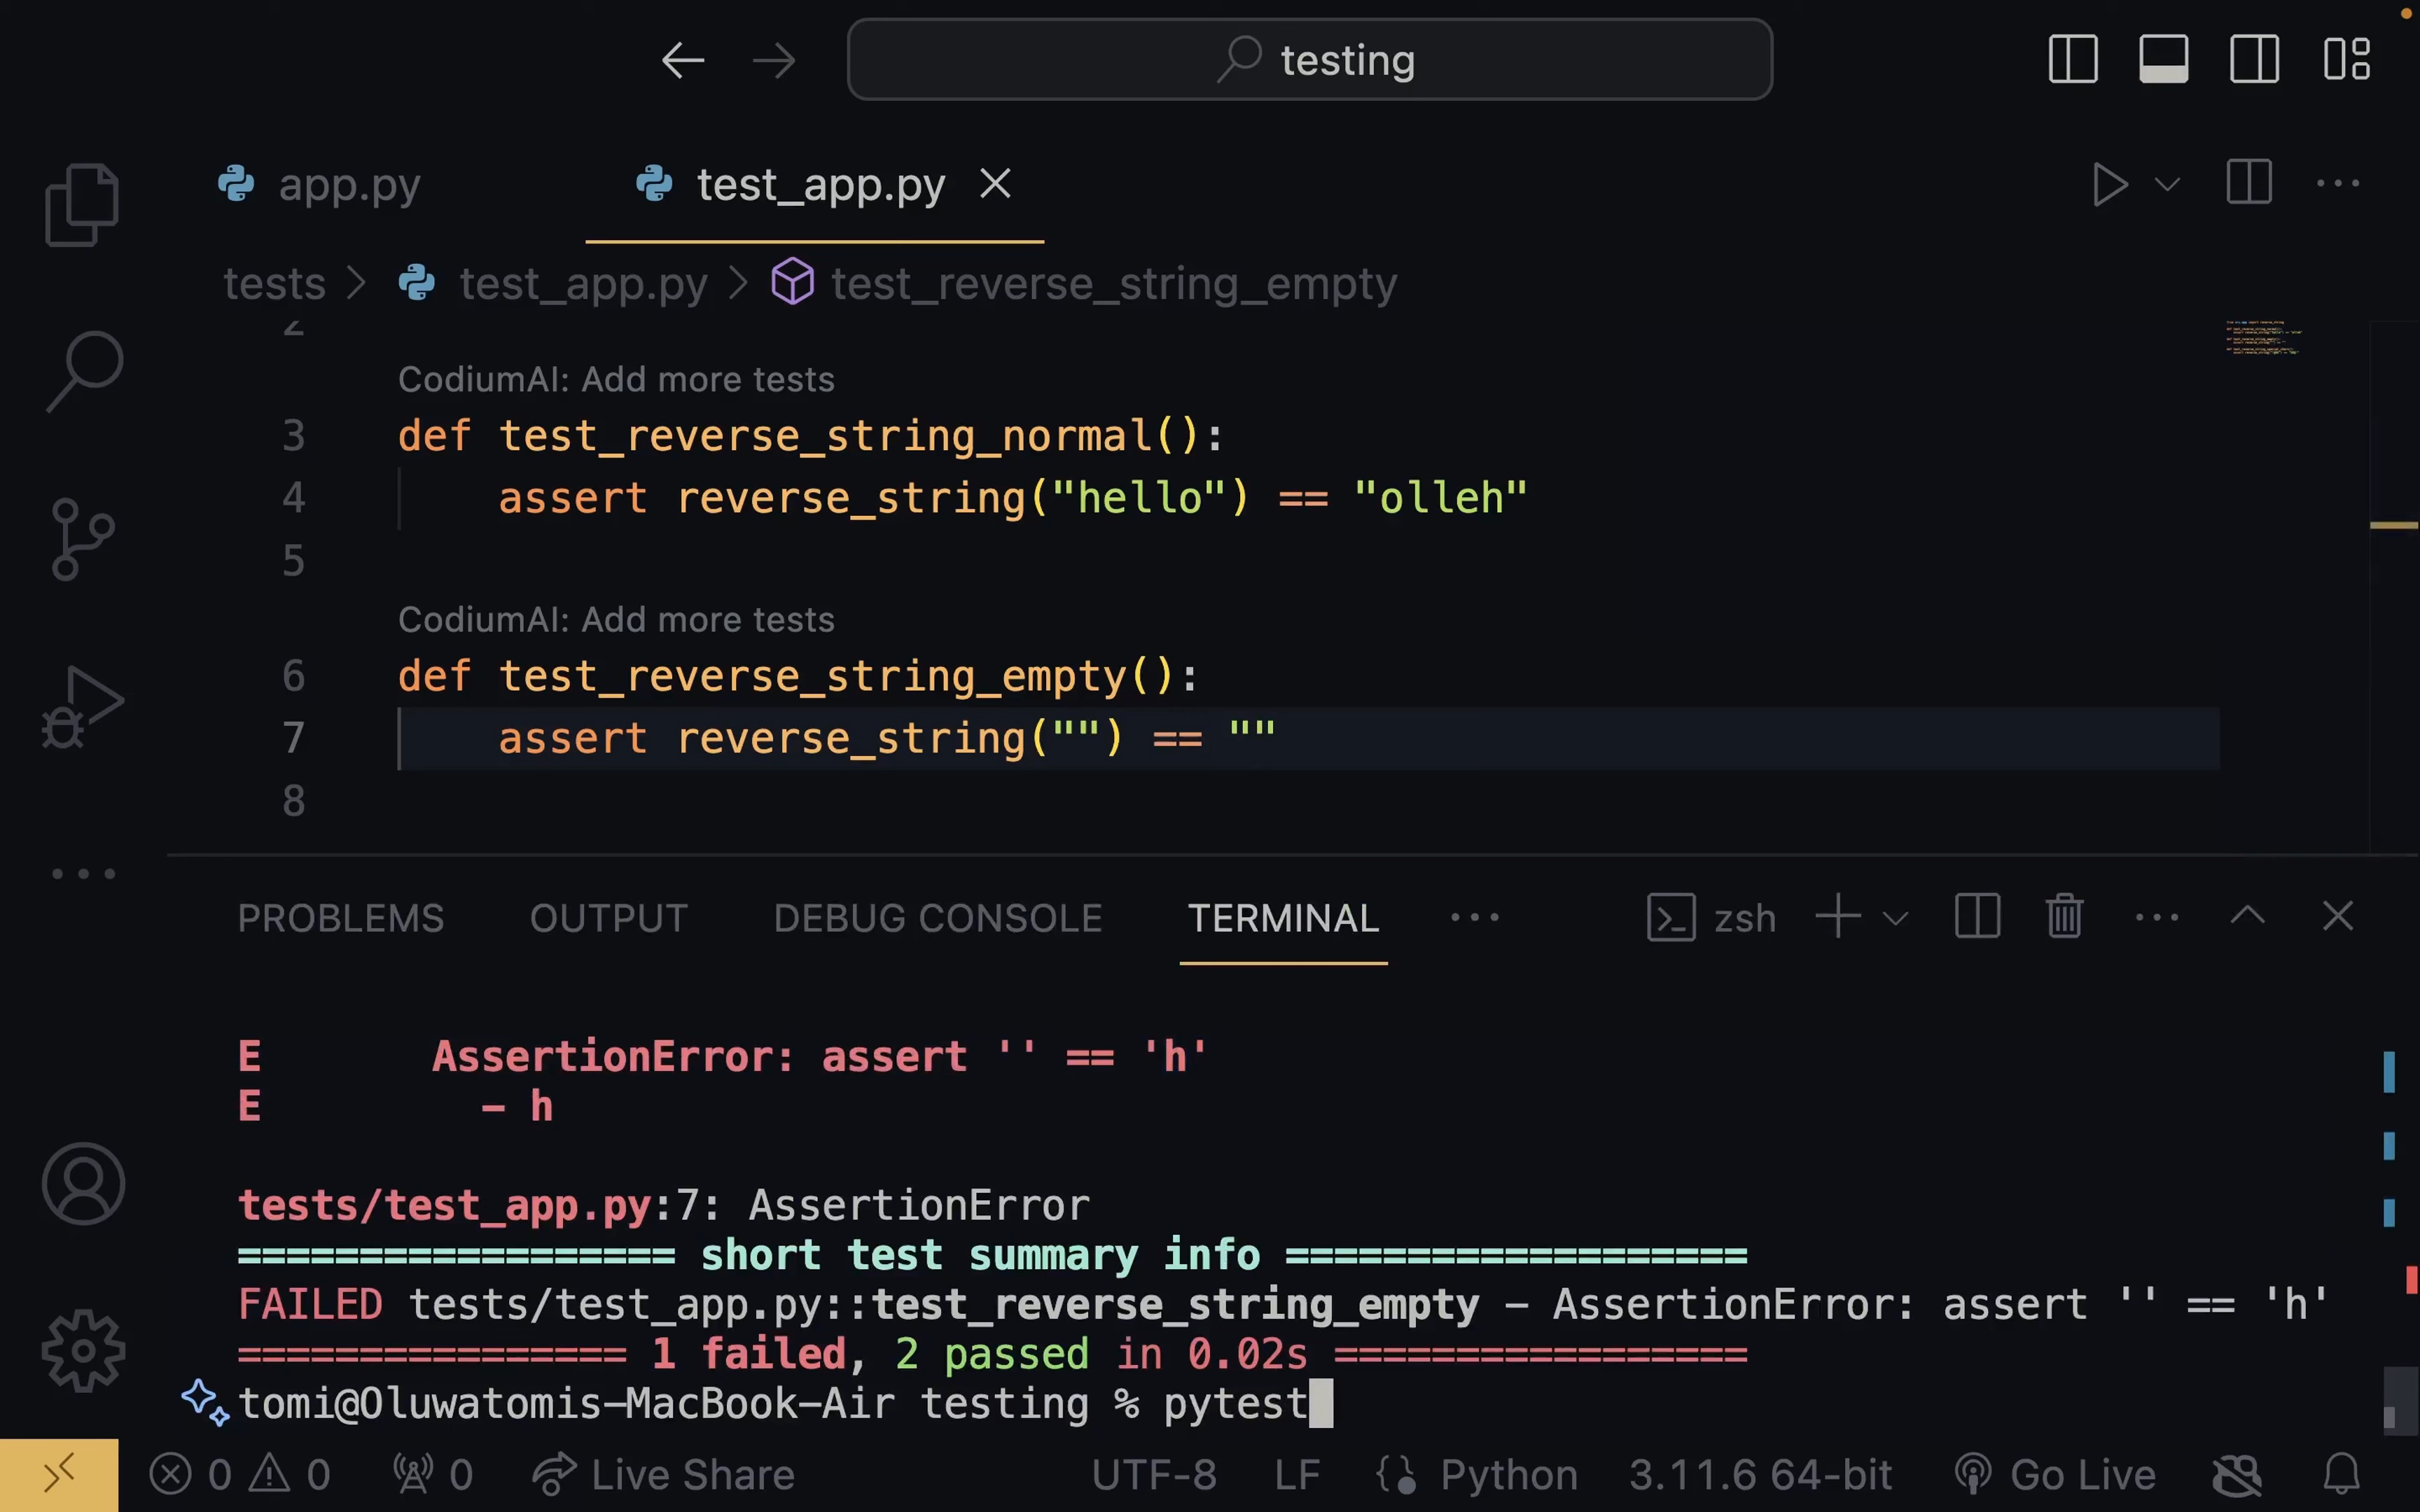 testing
app.py
test_app.py
tests > test_app.py > test_reverse_string_empty
2
CodiumAI: Add more tests
3 def test_reverse_string_normal():
4 assert reverse_string("hello") == "olleh"
5
CodiumAI: Add more tests
6 def test_reverse_string_empty():
7 assert reverse_string("") == ""
8
PROBLEMS OUTPUT DEBUG CONSOLE TERMINAL zsh
E AssertionError: assert '' == 'h'
E - h
tests/test_app.py:7: AssertionError
================== short test summary info ===================
FAILED tests/test_app.py::test_reverse_string_empty - AssertionError: assert '' == 'h'
================ 1 failed, 2 passed in 0.02s =================
tomi@Oluwatomis-MacBook-Air testing % pytest
0 0 0 Live Share UTF-8 LF Python 3.11.6 64-bit Go Live